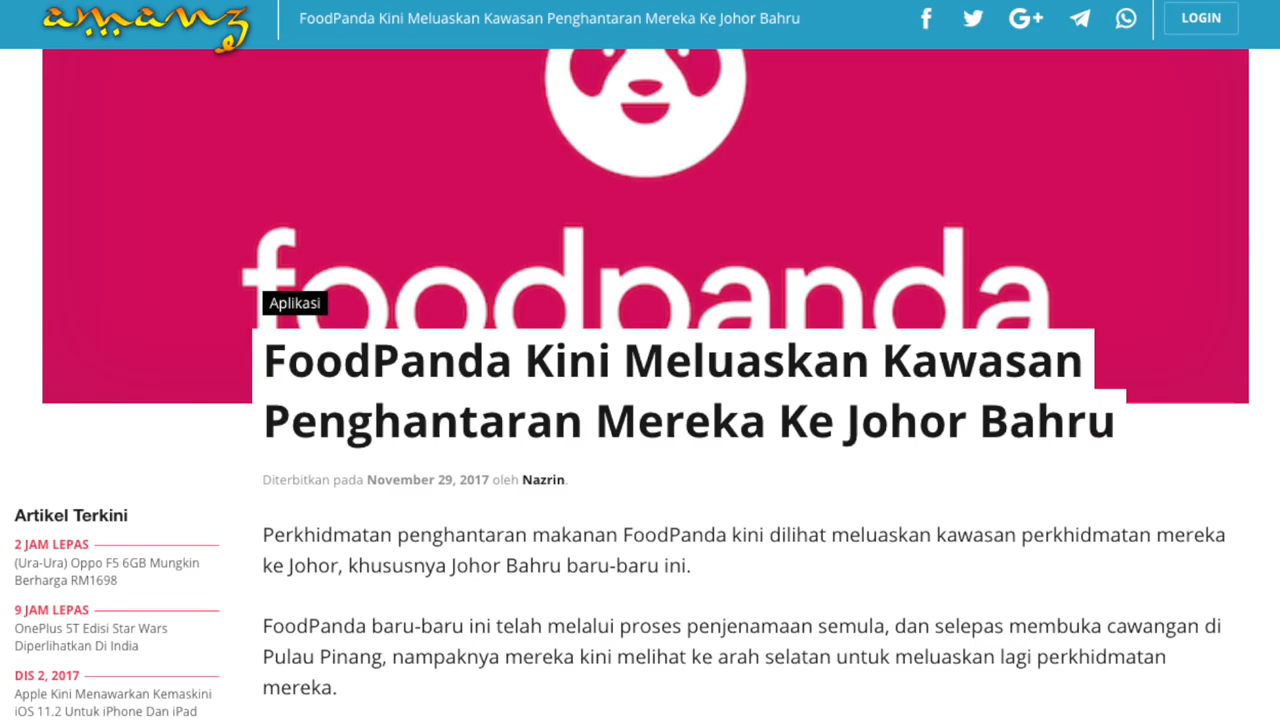 amanz
FoodPanda Kini Meluaskan Kawasan Penghantaran Mereka Ke Johor Bahru
G+
LOGIN
foodpanda
Aplikasi
FoodPanda Kini Meluaskan Kawasan
Penghantaran Mereka Ke Johor Bahru
Diterbitkan pada November 29, 2017 oleh Nazrin.
Artikel Terkini
2 JAM LEPAS
(Ura-Ura) Oppo F5 6GB Mungkin
Berharga RM1698
9 JAM LEPAS
OnePlus 5T Edisi Star Wars
Diperlihatkan Di India
DIS 2, 2017
Apple Kini Menawarkan Kemaskini
iOS 11.2 Untuk iPhone Dan iPad
Perkhidmatan penghantaran makanan FoodPanda kini dilihat meluaskan kawasan perkhidmatan mereka
ke Johor, khususnya Johor Bahru baru-baru ini.
FoodPanda baru-baru ini telah melalui proses penjenamaan semula, dan selepas membuka cawangan di
Pulau Pinang, nampaknya mereka kini melihat ke arah selatan untuk meluaskan lagi perkhidmatan
mereka.